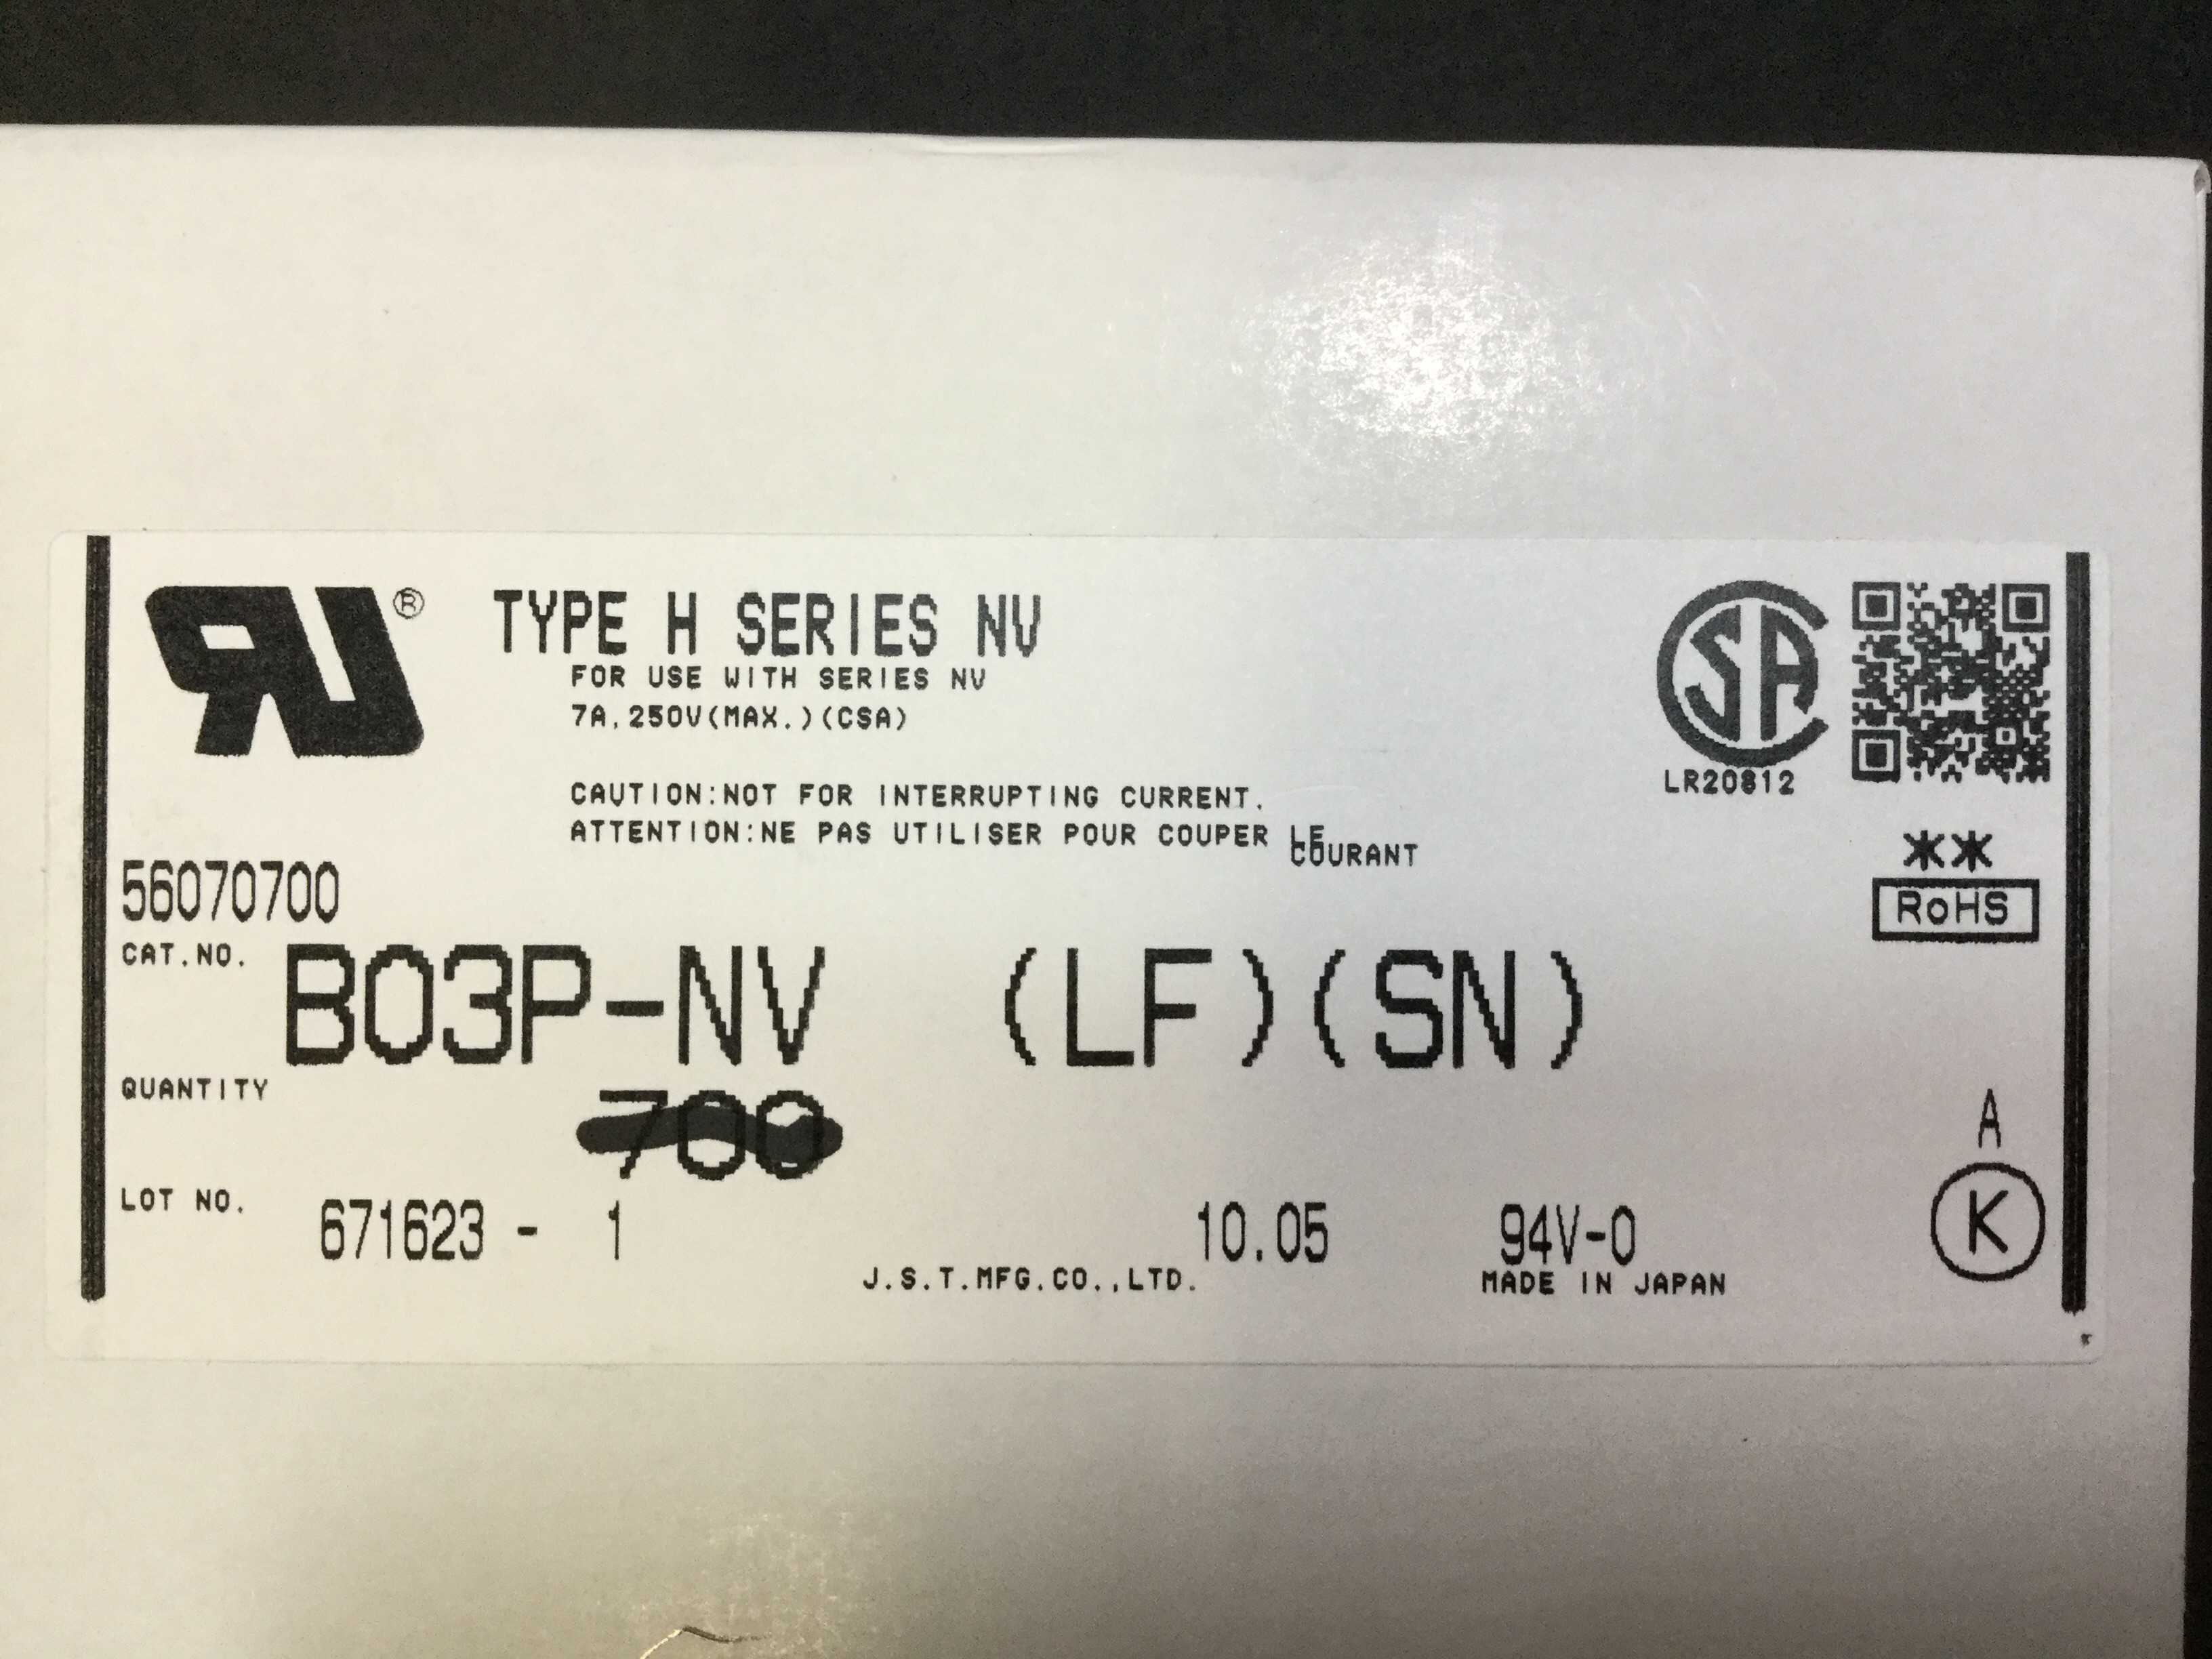 ®
TYPE H SERIES NV
FOR USE WITH SERIES NV
7A, 250V(MAX.)(CSA)
LR20812
CAUTION:NOT FOR INTERRUPTING CURRENT.
ATTENTION:NE PAS UTILISER POUR COUPER LE
COURANT
**
RoHS
56070700
CAT.NO. B03P-NV (LF)(SN)
QUANTITY 700
A
K
LOT NO. 671623 - 1 10.05 94V-0
J.S.T.MFG.CO.,LTD. MADE IN JAPAN